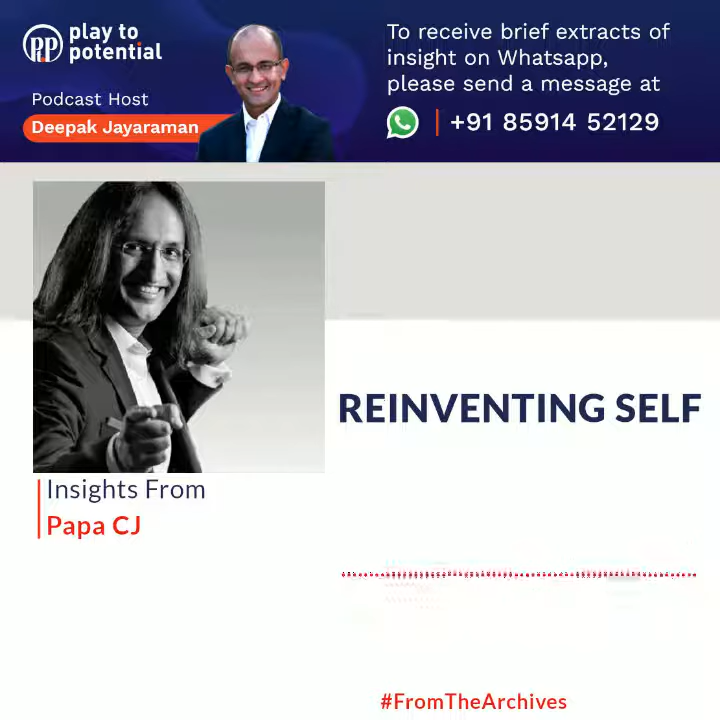 play to
potential
Podcast Host
Deepak Jayaraman
To receive brief extracts of
insight on Whatsapp,
please send a message at
+91 85914 52129
REINVENTING SELF
Insights From
Papa CJ
#FromTheArchives